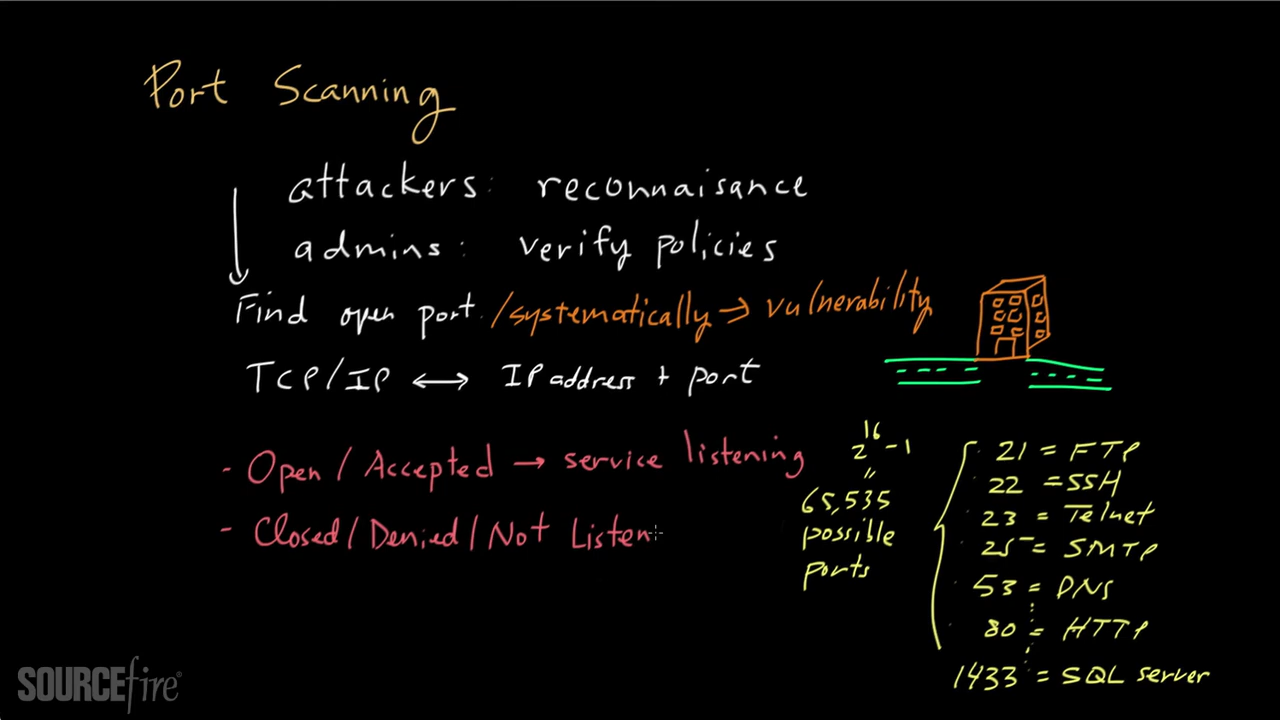 Port Scanning
attackers: reconnaisance
admins: verify policies
Find open port /systematically → vulnerability
TCP/IP ↔ IP address + port
- Open / Accepted → service listening
- Closed / Denied / Not Listen
2^16 - 1
"
65,535
possible
ports
21 = FTP
22 = SSH
23 = Telnet
25 = SMTP
53 = DNS
80 = HTTP
1433 = SQL server
SOURCEfire®